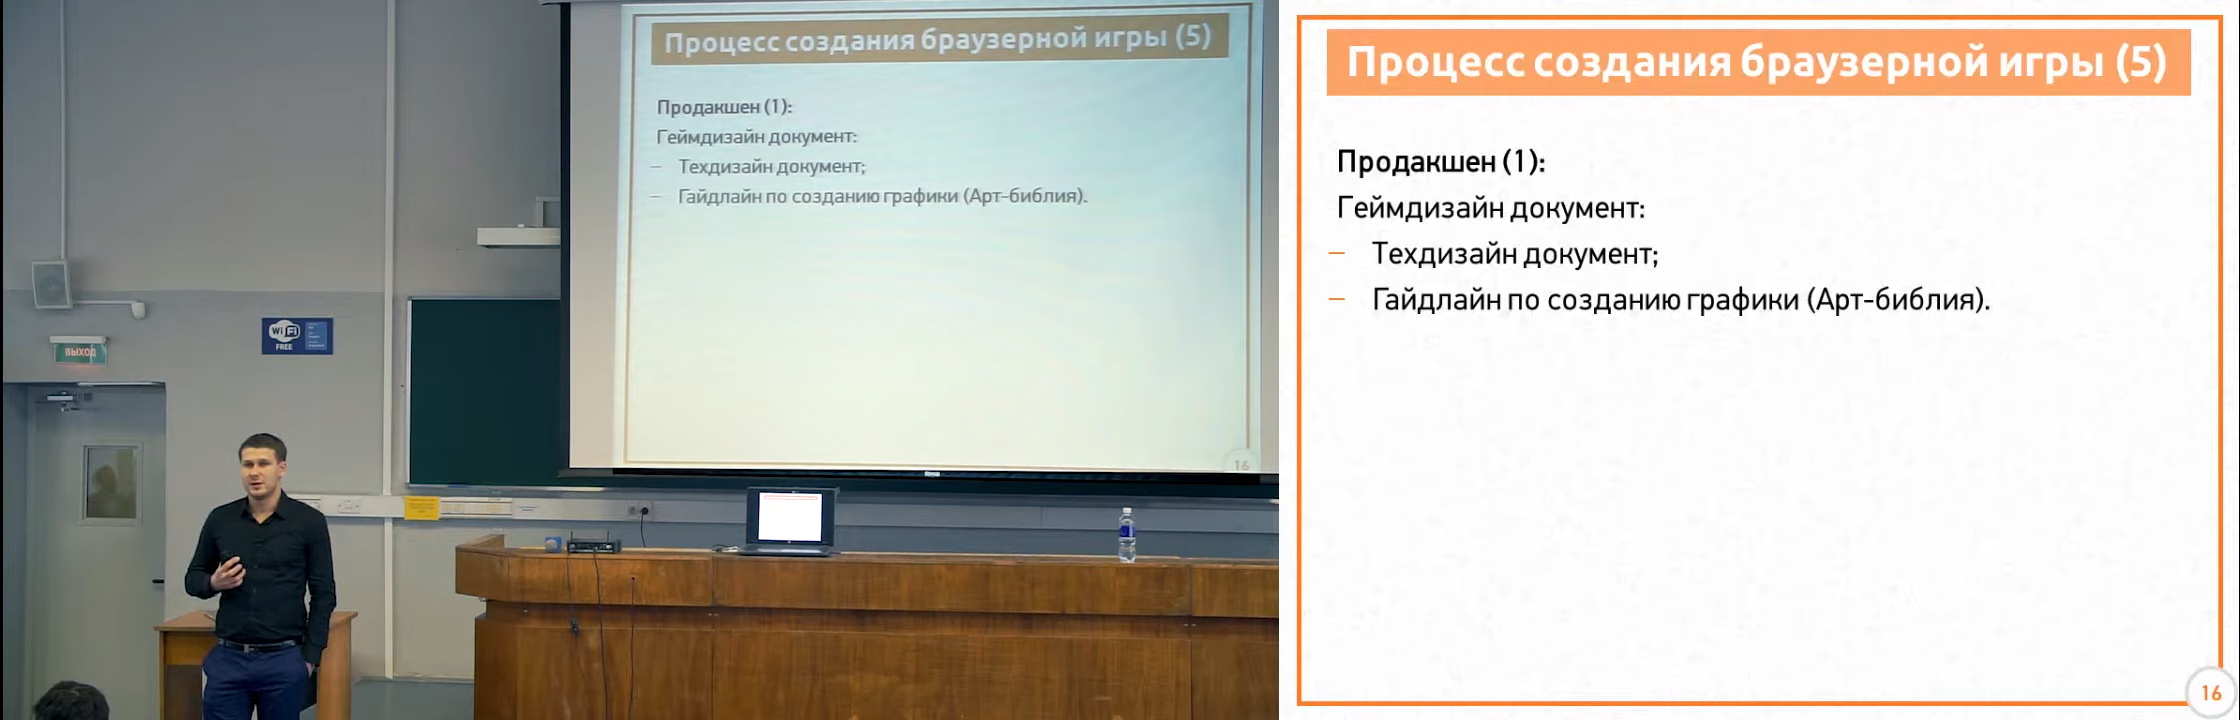 Процесс создания браузерной игры (5)
Продакшен (1):
Геймдизайн документ:
– Техдизайн документ;
– Гайдлайн по созданию графики (Арт-библия).
16
WiFi
FREE
ВЫХОД
Процесс создания браузерной игры (5)
Продакшен (1):
Геймдизайн документ:
– Техдизайн документ;
– Гайдлайн по созданию графики (Арт-библия).
16